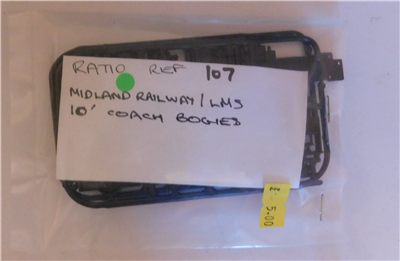 RATIO REF 107
MIDLAND RAILWAY/LMS
10' COACH BOGIES
£ 5.00